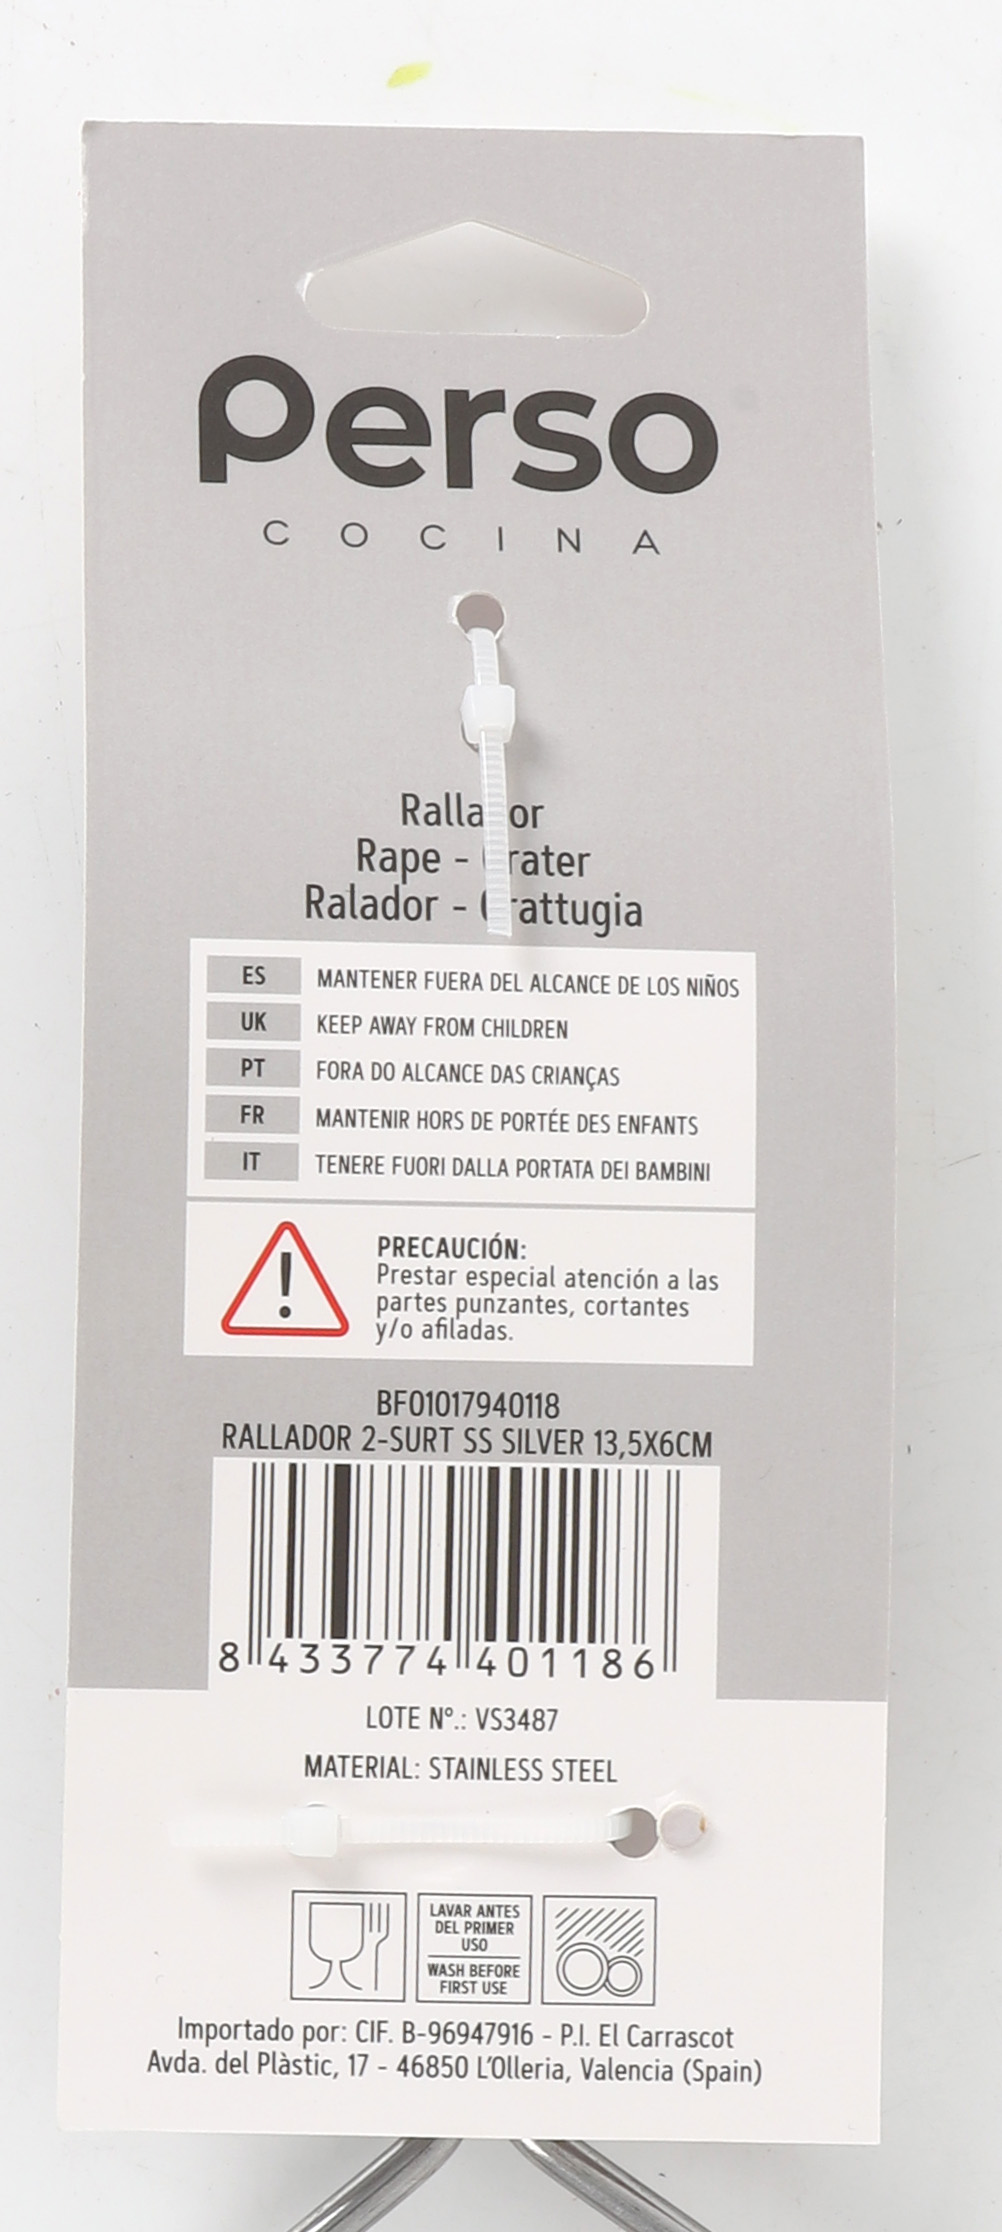 Perso
COCINA
Rape -
Ralador -
ES MANTENER FUERA DEL ALCANCE DE LOS NIÑOS
UK KEEP AWAY FROM CHILDREN
PT FORA DO ALCANCE DAS CRIANÇAS
FR MANTENIR HORS DE PORTÉE DES ENFANTS
IT TENERE FUORI DALLA PORTATA DEI BAMBINI
PRECAUCIÓN:
Prestar especial atención a las
partes punzantes, cortantes
y/o afiladas.
BF01017940118
RALLADOR 2-SURT SS SILVER 13,5X6CM
8 433774 401186
LOTE Nº.: VS3487
MATERIAL: STAINLESS STEEL
LAVAR ANTES
DEL PRIMER
USO
WASH BEFORE
FIRST USE
Importado por: CIF. B-96947916 - P.I. El Carrascot
Avda. del Plàstic, 17 - 46850 L'Olleria, Valencia (Spain)